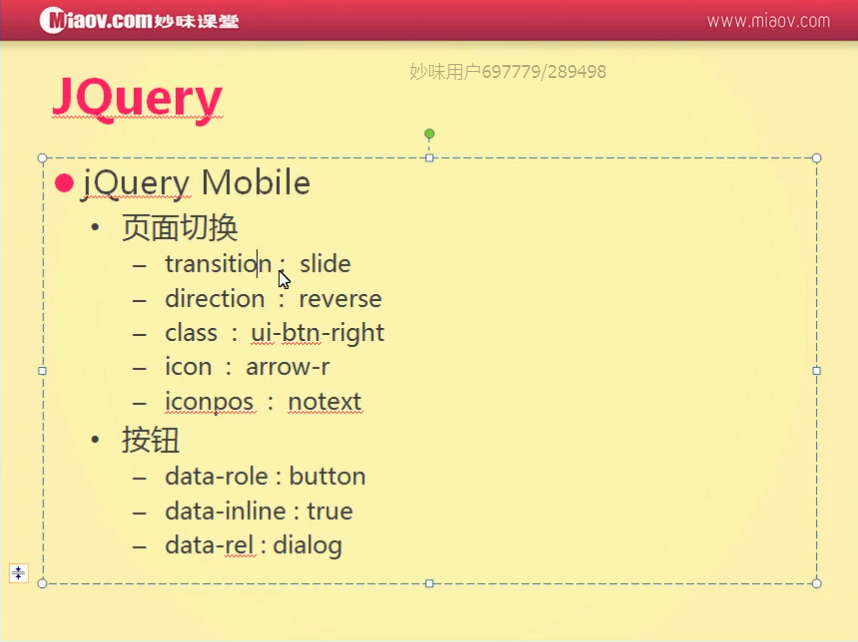 Miaov.com妙味课堂
www.miaov.com
妙味用户697779/289498
JQuery
jQuery Mobile
• 页面切换
– transition : slide
– direction : reverse
– class : ui-btn-right
– icon : arrow-r
– iconpos : notext
• 按钮
– data-role : button
– data-inline : true
– data-rel : dialog